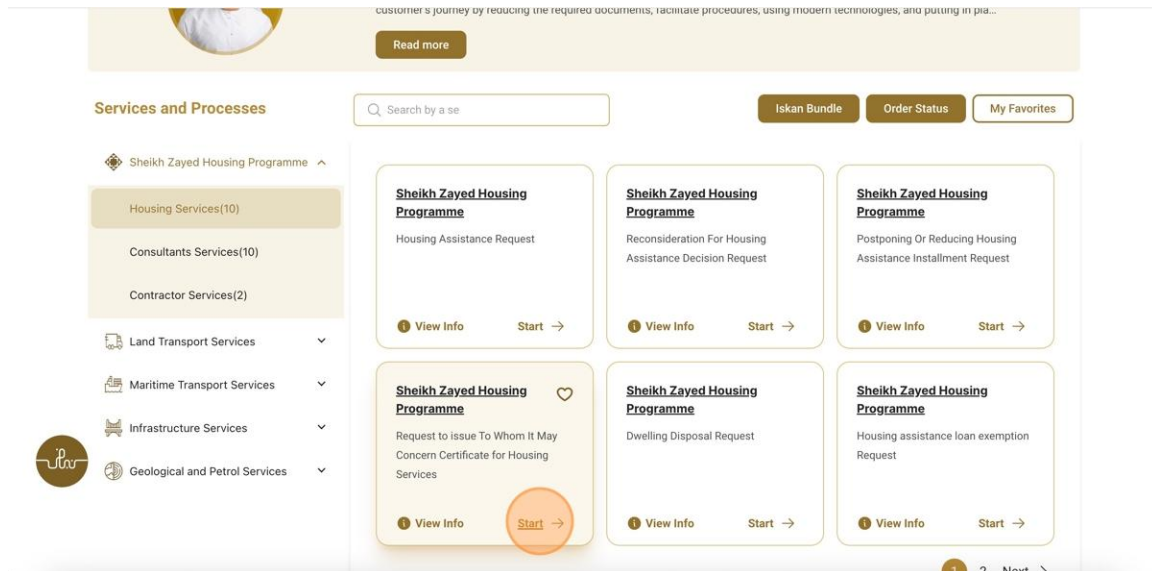 customer's journey by reducing the required documents, facilitate procedures, using modern technologies, and putting in pla...
Read more
Services and Processes
Search by a se
Iskan Bundle
Order Status
My Favorites
Sheikh Zayed Housing Programme
Housing Services(10)
Consultants Services(10)
Contractor Services(2)
Land Transport Services
Maritime Transport Services
Infrastructure Services
Geological and Petrol Services
Sheikh Zayed Housing
Programme
Housing Assistance Request
View Info
Start
Sheikh Zayed Housing
Programme
Reconsideration For Housing
Assistance Decision Request
View Info
Start
Sheikh Zayed Housing
Programme
Postponing Or Reducing Housing
Assistance Installment Request
View Info
Start
Sheikh Zayed Housing
Programme
Request to issue To Whom It May
Concern Certificate for Housing
Services
View Info
Start
Sheikh Zayed Housing
Programme
Dwelling Disposal Request
View Info
Start
Sheikh Zayed Housing
Programme
Housing assistance loan exemption
Request
View Info
Start
1 2 Next